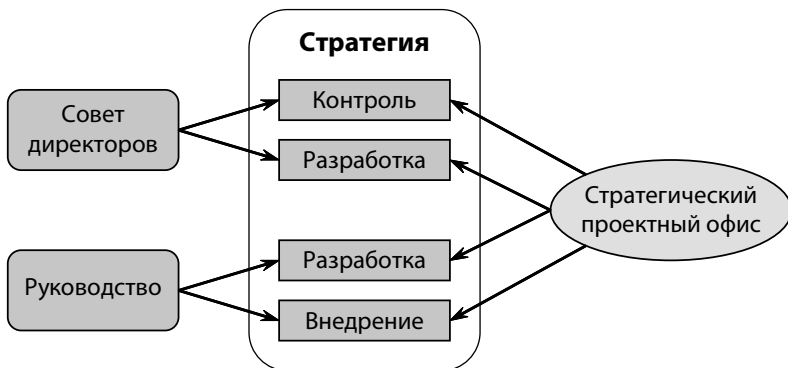 Стратегия
Совет
директоров
Контроль
Разработка
Стратегический
проектный офис
Руководство
Разработка
Внедрение